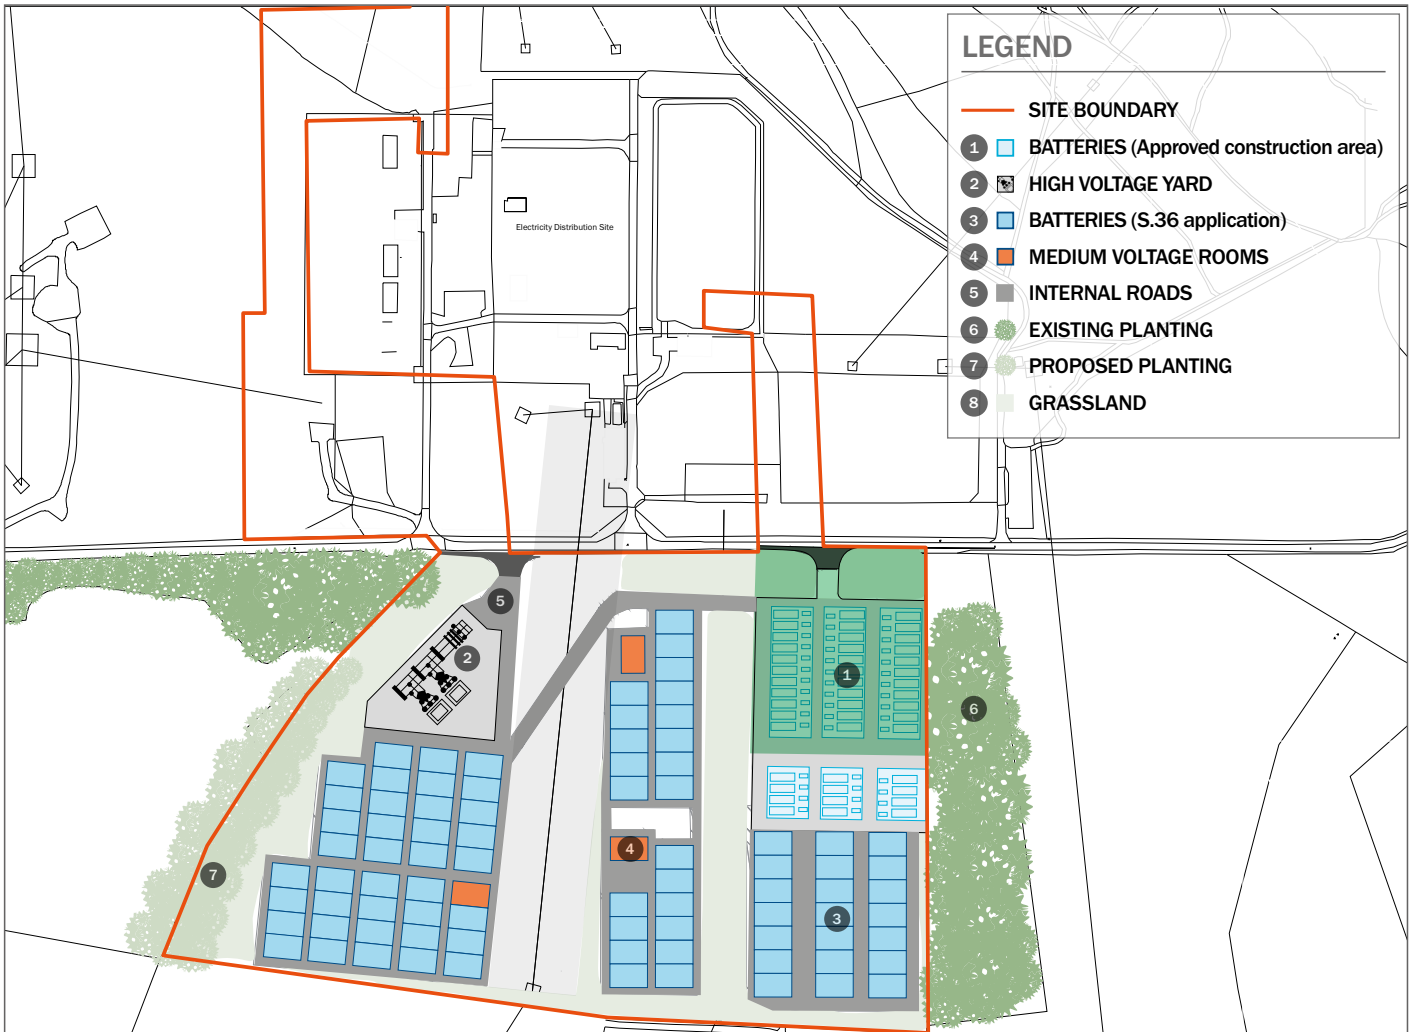 LEGEND
SITE BOUNDARY
1 BATTERIES (Approved construction area)
2 HIGH VOLTAGE YARD
3 BATTERIES (S.36 application)
4 MEDIUM VOLTAGE ROOMS
5 INTERNAL ROADS
6 EXISTING PLANTING
7 PROPOSED PLANTING
8 GRASSLAND
Electricity Distribution Site
5
2
1
6
4
7
3